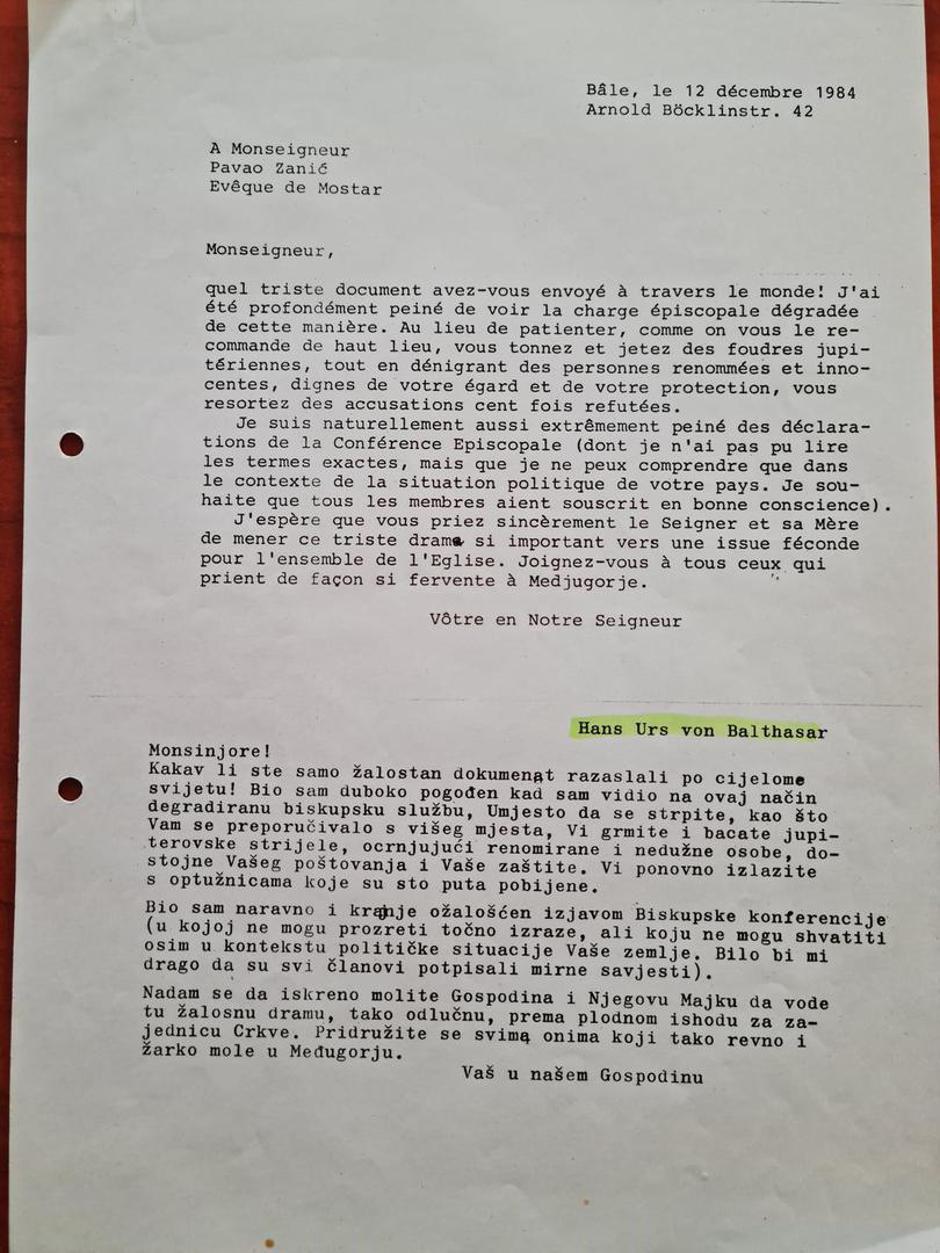 Bâle, le 12 décembre 1984
Arnold Böcklinstr. 42
A Monseigneur
Pavao Zanić
Evêque de Mostar
Monseigneur,
quel triste document avez-vous envoyé à travers le monde! J'ai
été profondément peiné de voir la charge épiscopale dégradée
de cette manière. Au lieu de patienter, comme on vous le re-
commande de haut lieu, vous tonnez et jetez des foudres jupi-
tériennes, tout en dénigrant des personnes renommées et inno-
centes, dignes de votre égard et de votre protection, vous
resortez des accusations cent fois refutées.
Je suis naturellement aussi extrêmement peiné des déclara-
tions de la Conférence Episcopale (dont je n'ai pas pu lire
les termes exactes, mais que je ne peux comprendre que dans
le contexte de la situation politique de votre pays. Je sou-
haite que tous les membres aient souscrit en bonne conscience).
J'espère que vous priez sincèrement le Seigner et sa Mère
de mener ce triste drame si important vers une issue féconde
pour l'ensemble de l'Eglise. Joignez-vous à tous ceux qui
prient de façon si fervente à Medjugorje.
Vôtre en Notre Seigneur
Hans Urs von Balthasar
Monsinjore!
Kakav li ste samo žalostan dokumenat razaslali po cijelome
svijetu! Bio sam duboko pogođen kad sam vidio na ovaj način
degradiranu biskupsku službu, Umjesto da se strpite, kao što
Vam se preporučivalo s višeg mjesta, Vi grmite i bacate jupi-
terovske strijele, ocrnjujući renomirane i nedužne osobe, do-
stojne Vašeg poštovanja i Vaše zaštite. Vi ponovno izlazite
s optužnicama koje su sto puta pobijene.
Bio sam naravno i krajnje ožalošćen izjavom Biskupske konferencije
(u kojoj ne mogu prozreti točno izraze, ali koju ne mogu shvatiti
osim u kontekstu političke situacije Vaše zemlje. Bilo bi mi
drago da su svi članovi potpisali mirne savjesti).
Nadam se da iskreno molite Gospodina i Njegovu Majku da vode
tu žalosnu dramu, tako odlučnu, prema plodnom ishodu za za-
jednicu Crkve. Pridružite se svima onima koji tako revno i
žarko mole u Međugorju.
Vaš u našem Gospodinu